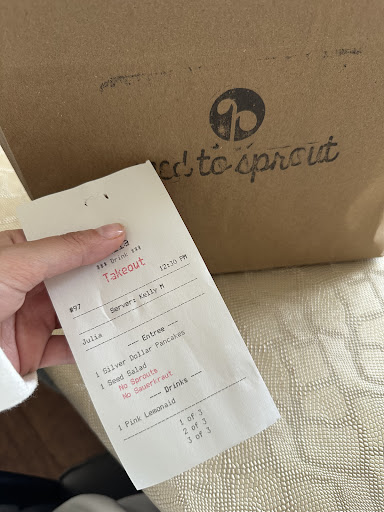 to sprout
*** Drink ***
Takeout
12:30 PM
#97
Server: Kelly M
Julia
---- Entree ----
1 Silver Dollar Pancakes
1 Seed Salad
No Sprouts
No Sauerkraut
---- Drinks ----
1 Pink Lemonaid
1 of 3
2 of 3
3 of 3